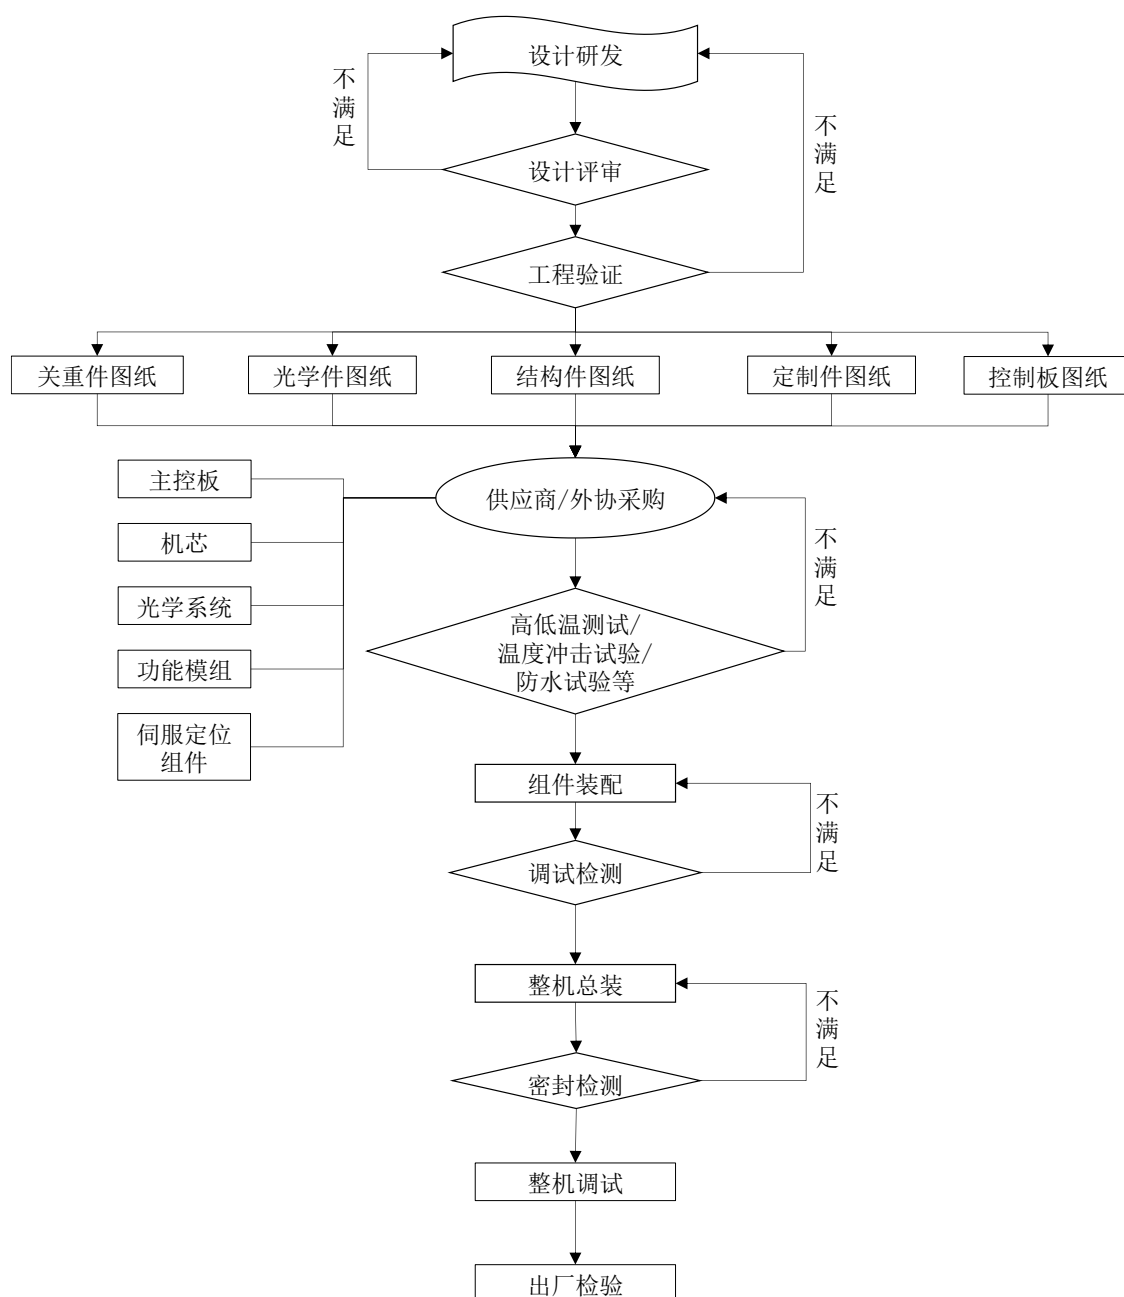 设计研发
不
满
足
不
满
足
设计评审
工程验证
关重件图纸
光学件图纸
结构件图纸
定制件图纸
控制板图纸
主控板
供应商/外协采购
机芯
不
满
足
光学系统
高低温测试/
温度冲击试验/
防水试验等
功能模组
伺服定位
组件
组件装配
不
满
足
调试检测
整机总装
不
满
足
密封检测
整机调试
出厂检验